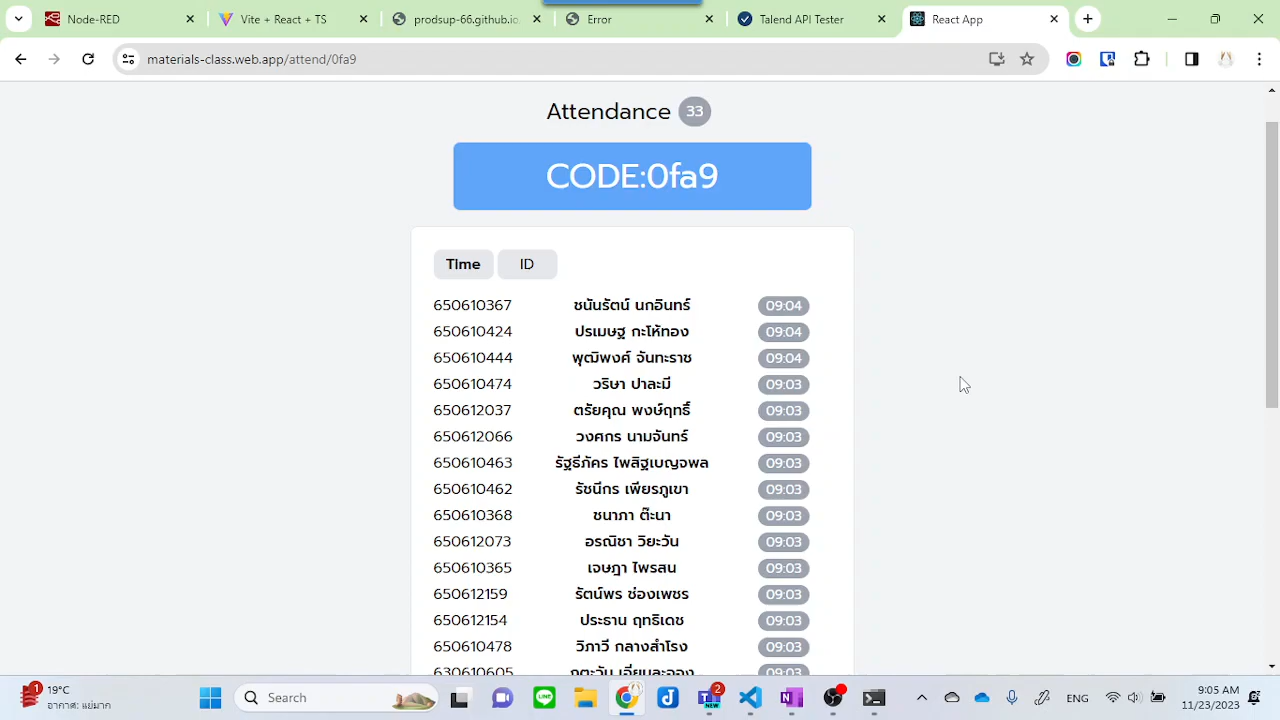 Node-RED
Vite + React + TS
prodsup-66.github.io.
Error
Talend API Tester
React App
materials-class.web.app/attend/0fa9
Attendance 33
CODE:0fa9
Time ID
650610367 ชนันรัตน์ นกอินทร์ 09:04
650610424 ปรเมษฐ กะโห้ทอง 09:04
650610444 พุฒิพงศ์ จันทะราช 09:04
650610474 วริษา ปาละมี 09:03
650612037 ตรัยคุณ พงษ์ฤทธิ์ 09:03
650612066 วงศกร นามจันทร์ 09:03
650610463 รัฐธีภัคร ไพสิฐเบญจพล 09:03
650610462 รัชนีกร เพียรภูเขา 09:03
650610368 ชนาภา ต๊ะนา 09:03
650612073 อรณิชา วิยะวัน 09:03
650610365 เจษฎา ไพรสน 09:03
650612159 รัตน์พร ช่องเพชร 09:03
650612154 ประธาน ฤทธิเดช 09:03
650610478 วิภาวี กลางสำโรง 09:03
630610605 09:03
1
19°C
Search
NEW
2
ENG
9:05 AM
11/23/2023